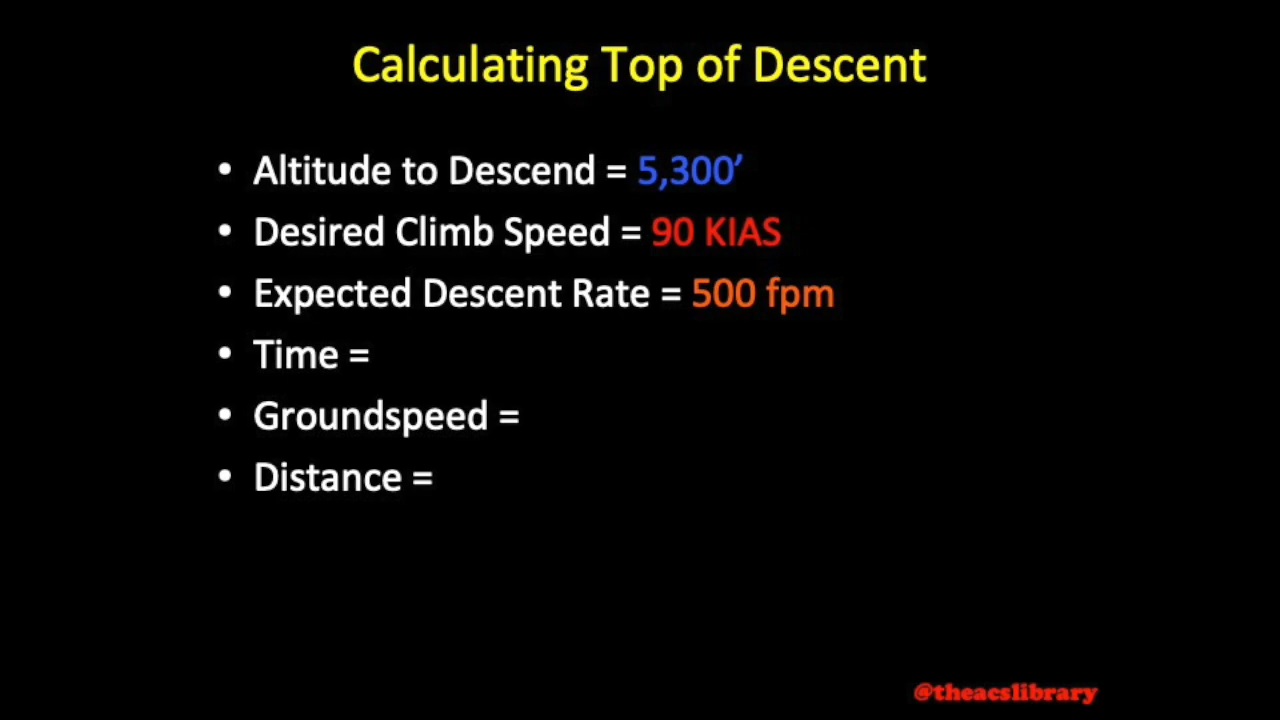 Calculating Top of Descent
• Altitude to Descend = 5,300’
• Desired Climb Speed = 90 KIAS
• Expected Descent Rate = 500 fpm
• Time =
• Groundspeed =
• Distance =
@theacslibrary